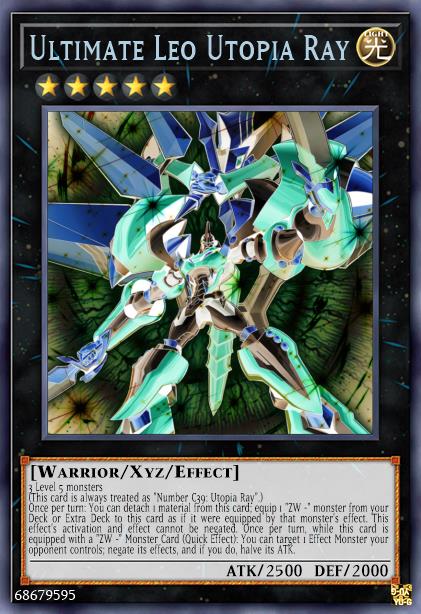 ULTIMATE LEO UTOPIA RAY
LIGHT
光
[WARRIOR/XYZ/EFFECT]
3 Level 5 monsters
(This card is always treated as "Number C39: Utopia Ray".)
Once per turn: You can detach 1 material from this card; equip 1 "ZW -" monster from your
Deck or Extra Deck to this card as if it were equipped by that monster's effect. This
effect's activation and effect cannot be negated. Once per turn, while this card is
equipped with a "ZW -" Monster Card (Quick Effect): You can target 1 Effect Monster your
opponent controls; negate its effects, and if you do, halve its ATK.
ATK/2500 DEF/2000
68679595